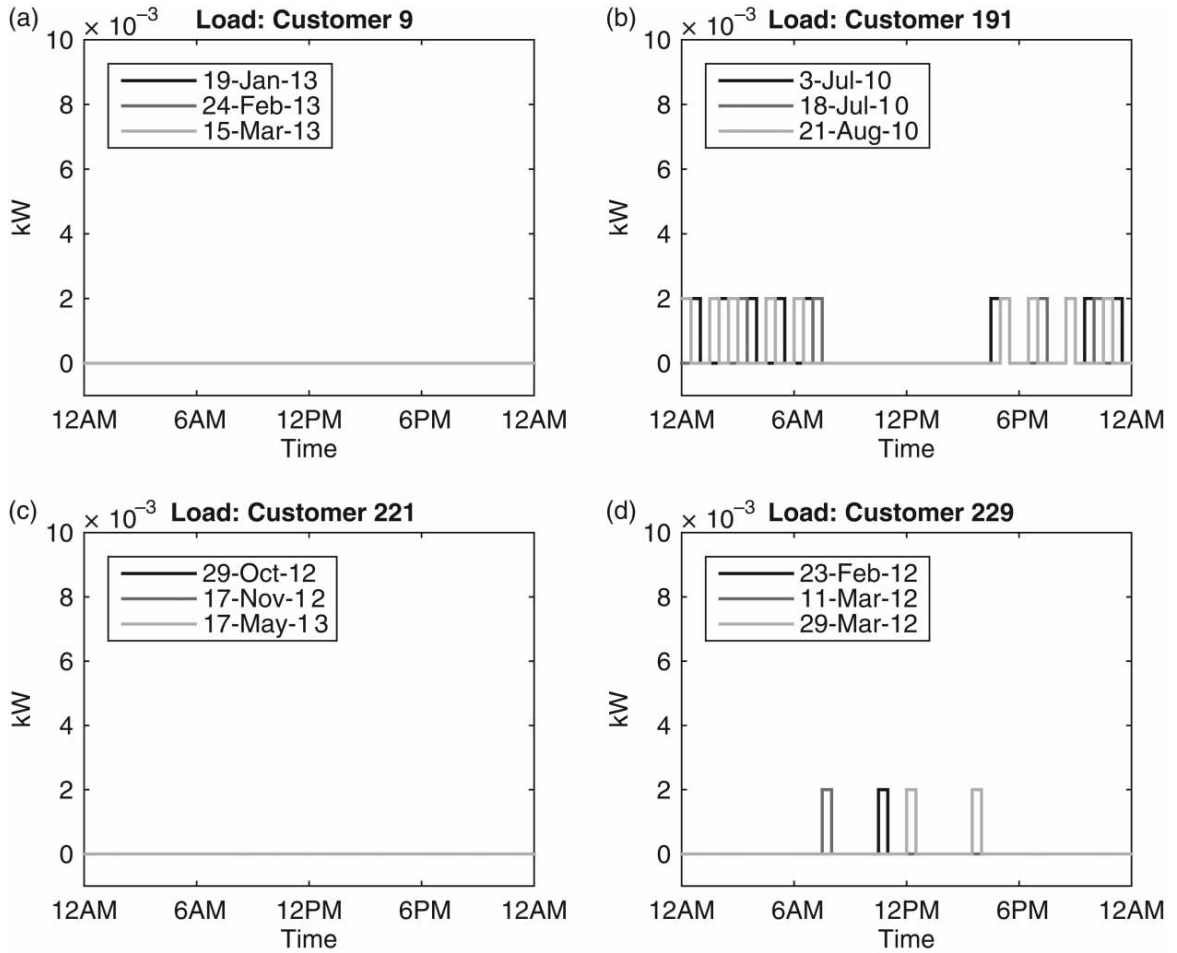 (a) × 10⁻³ Load: Customer 9
10
8
6
4
2
0
kW
19-Jan-13
24-Feb-13
15-Mar-13
12AM 6AM 12PM 6PM 12AM
Time
(b) × 10⁻³ Load: Customer 191
10
8
6
4
2
0
kW
3-Jul-10
18-Jul-10
21-Aug-10
12AM 6AM 12PM 6PM 12AM
Time
(c) × 10⁻³ Load: Customer 221
10
8
6
4
2
0
kW
29-Oct-12
17-Nov-12
17-May-13
12AM 6AM 12PM 6PM 12AM
Time
(d) × 10⁻³ Load: Customer 229
10
8
6
4
2
0
kW
23-Feb-12
11-Mar-12
29-Mar-12
12AM 6AM 12PM 6PM 12AM
Time